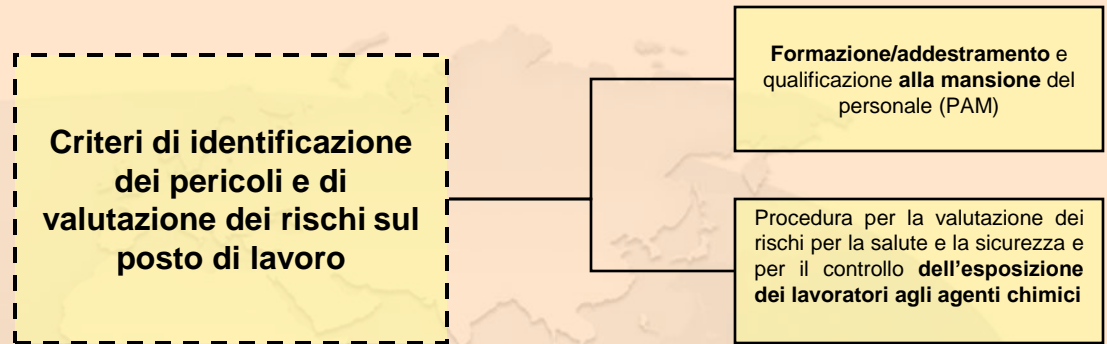 Criteri di identificazione
dei pericoli e di
valutazione dei rischi sul
posto di lavoro
Formazione/addestramento e
qualificazione alla mansione del
personale (PAM)
Procedura per la valutazione dei
rischi per la salute e la sicurezza e
per il controllo dell'esposizione
dei lavoratori agli agenti chimici